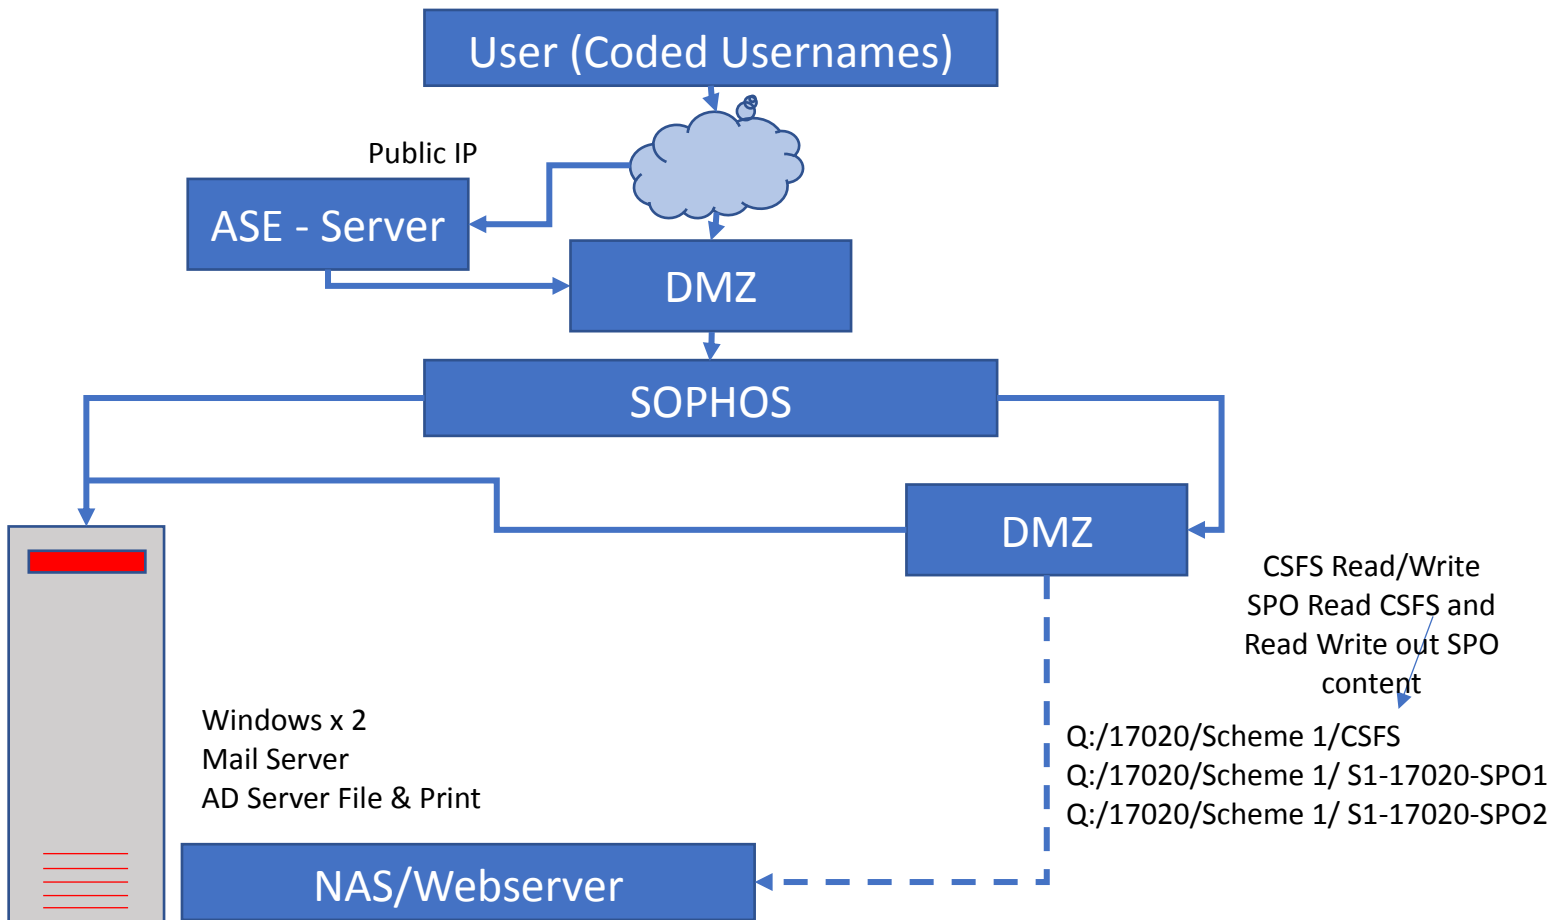 User (Coded Usernames)
Public IP
ASE - Server
DMZ
SOPHOS
DMZ
CSFS Read/Write
SPO Read CSFS and
Read Write out SPO
content
Windows x 2
Mail Server
AD Server File & Print
Q:/17020/Scheme 1/CSFS
Q:/17020/Scheme 1/ S1-17020-SPO1
Q:/17020/Scheme 1/ S1-17020-SPO2
NAS/Webserver